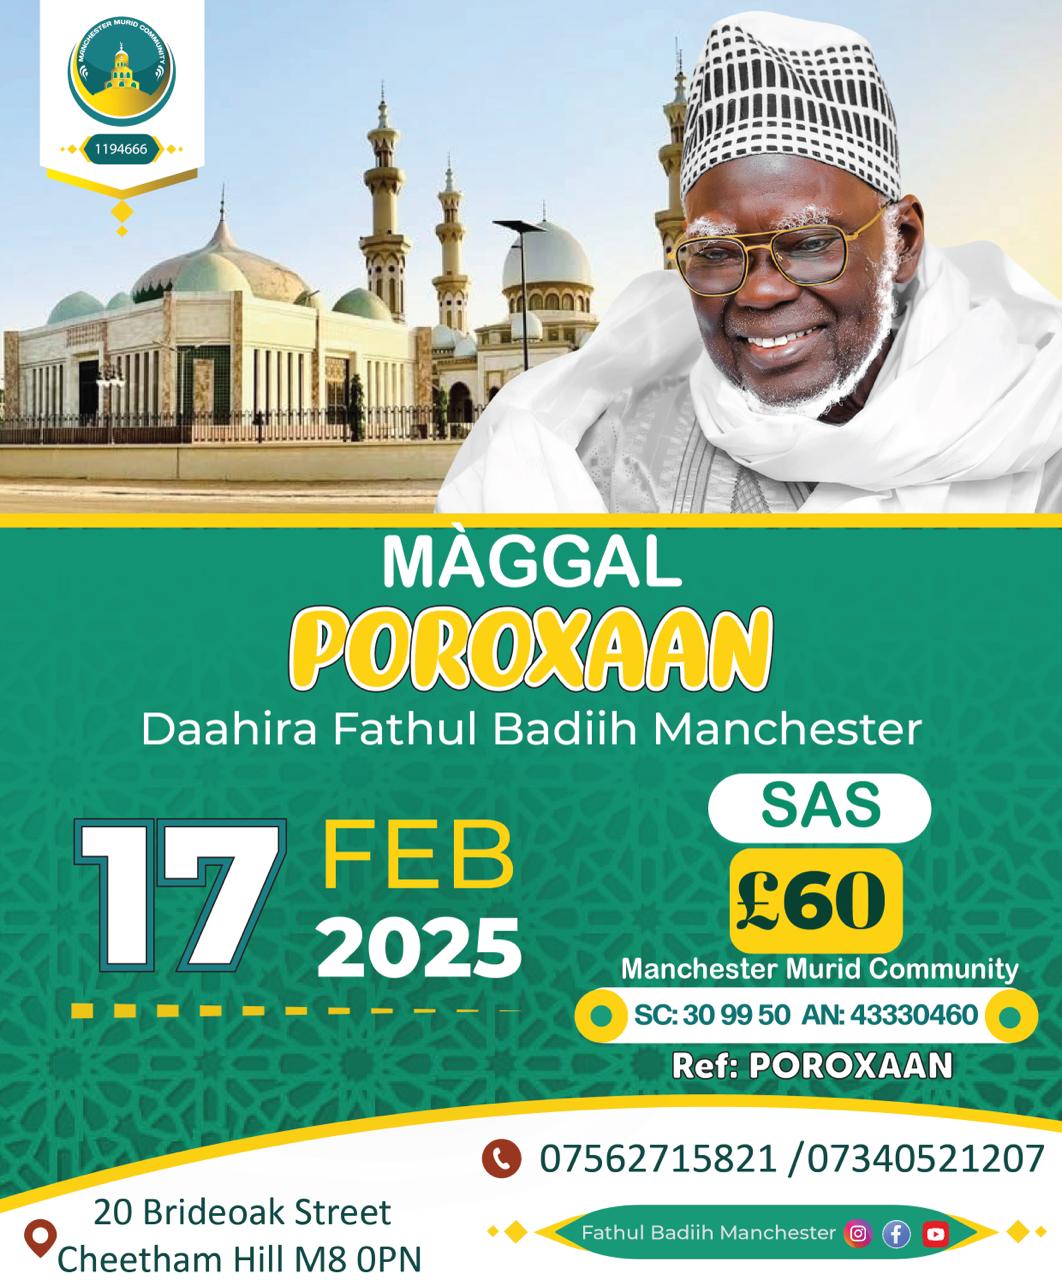 MANCHESTER MURID COMMUNITY
1194666
MÀGGAL
POROXAAN
Daahira Fathul Badiih Manchester
17 FEB
2025
SAS
£60
Manchester Murid Community
SC: 30 99 50 AN: 43330460
Ref: POROXAAN
07562715821 /07340521207
20 Brideoak Street
Cheetham Hill M8 0PN
Fathul Badiih Manchester